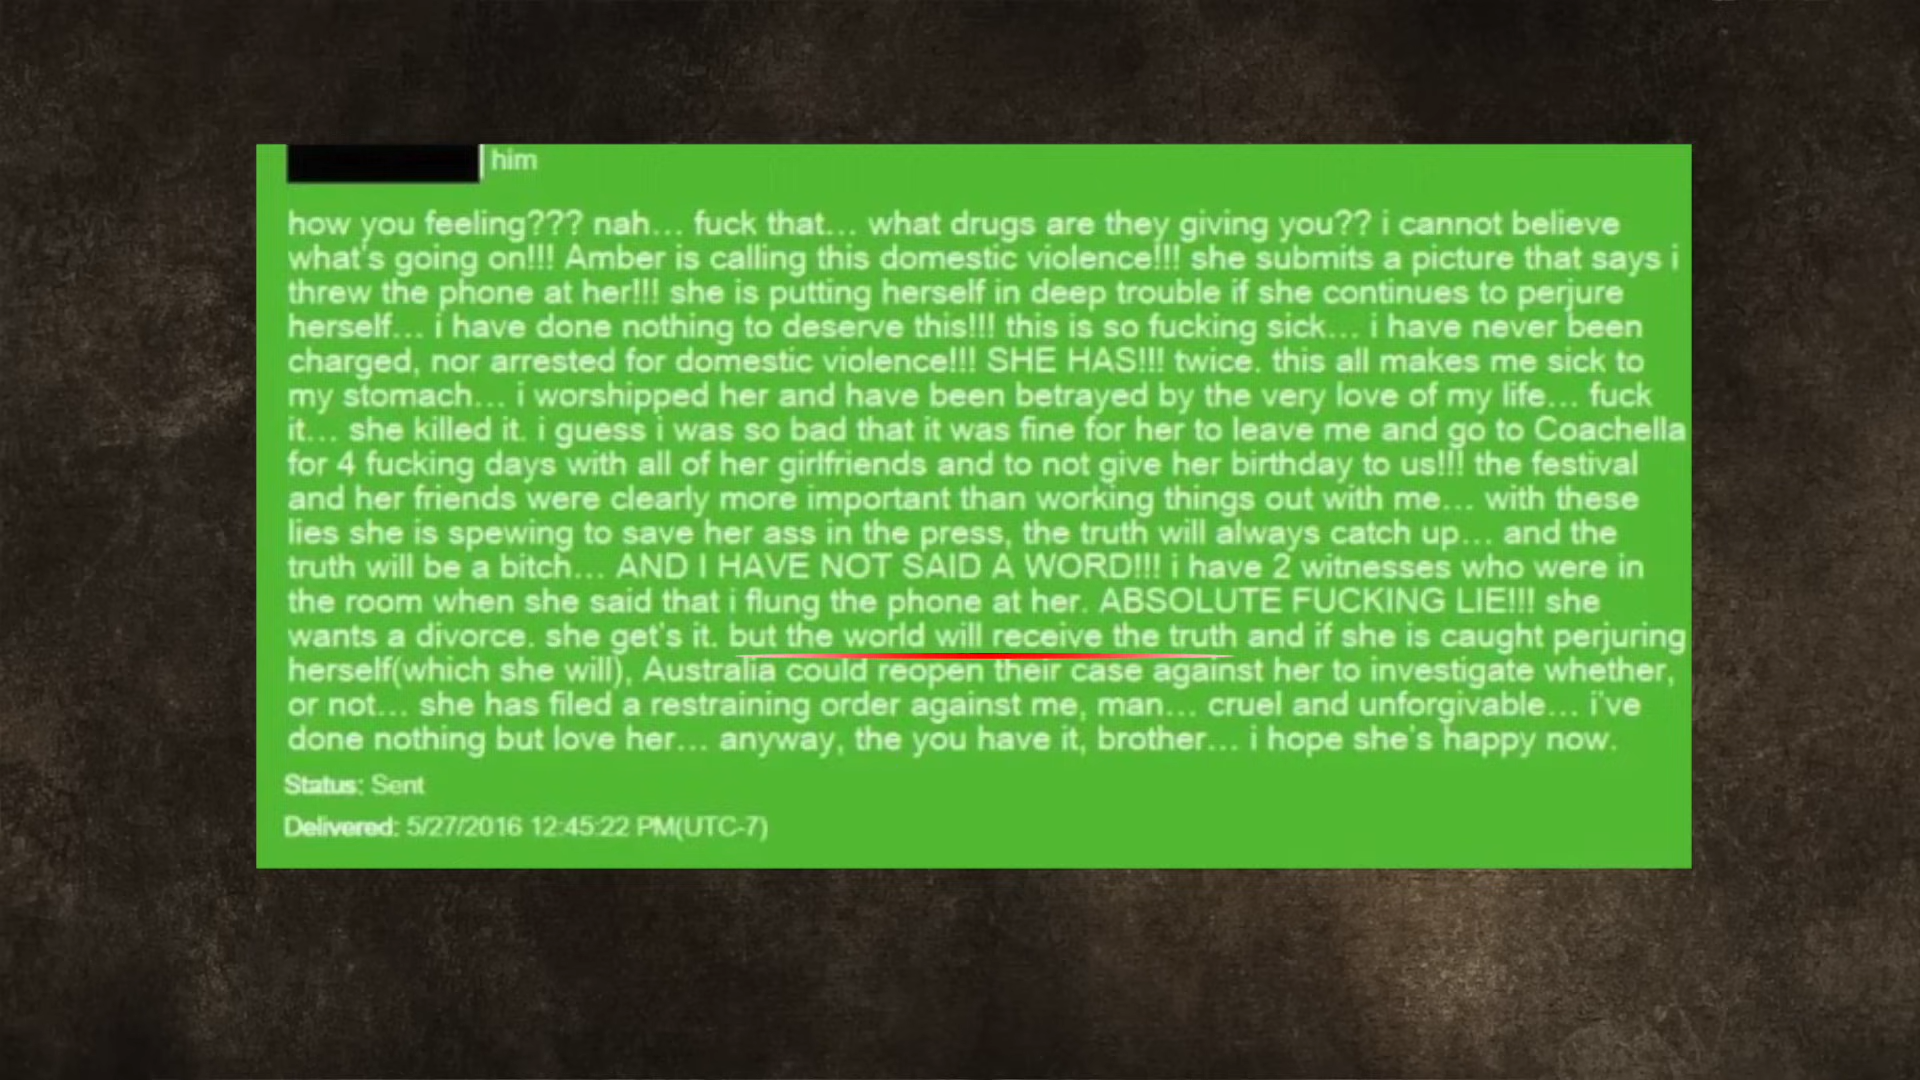 him
how you feeling??? nah... fuck that... what drugs are they giving you?? i cannot believe
what's going on!!! Amber is calling this domestic violence!!! she submits a picture that says i
threw the phone at her!!! she is putting herself in deep trouble if she continues to perjure
herself... i have done nothing to deserve this!!! this is so fucking sick... i have never been
charged, nor arrested for domestic violence!!! SHE HAS!!! twice. this all makes me sick to
my stomach... i worshipped her and have been betrayed by the very love of my life... fuck
it... she killed it. i guess i was so bad that it was fine for her to leave me and go to Coachella
for 4 fucking days with all of her girlfriends and to not give her birthday to us!!! the festival
and her friends were clearly more important than working things out with me... with these
lies she is spewing to save her ass in the press, the truth will always catch up... and the
truth will be a bitch... AND I HAVE NOT SAID A WORD!!! i have 2 witnesses who were in
the room when she said that i flung the phone at her. ABSOLUTE FUCKING LIE!!! she
wants a divorce. she get's it. but the world will receive the truth and if she is caught perjuring
herself(which she will), Australia could reopen their case against her to investigate whether,
or not... she has filed a restraining order against me, man... cruel and unforgivable... i've
done nothing but love her... anyway, the you have it, brother... i hope she's happy now.
Status: Sent
Delivered: 5/27/2016 12:45:22 PM(UTC-7)